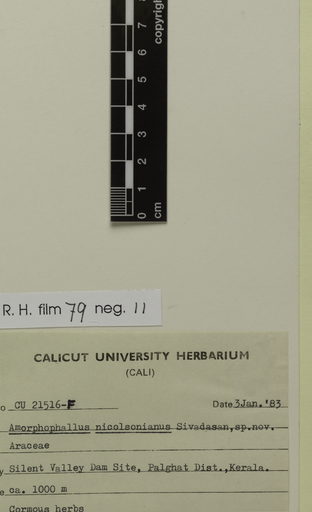 7
6
5
4
3
2
1
0
cm
copyrig
R. H. film 79 neg. 11
CALICUT UNIVERSITY HERBARIUM
(CALI)
o CU 21516-F Date 3Jan.'83
Amorphophallus nicolsonianus Sivadasan,sp.nov.
Araceae
y Silent Valley Dam Site, Palghat Dist.,Kerala.
e ca. 1000 m
Cormous herbs